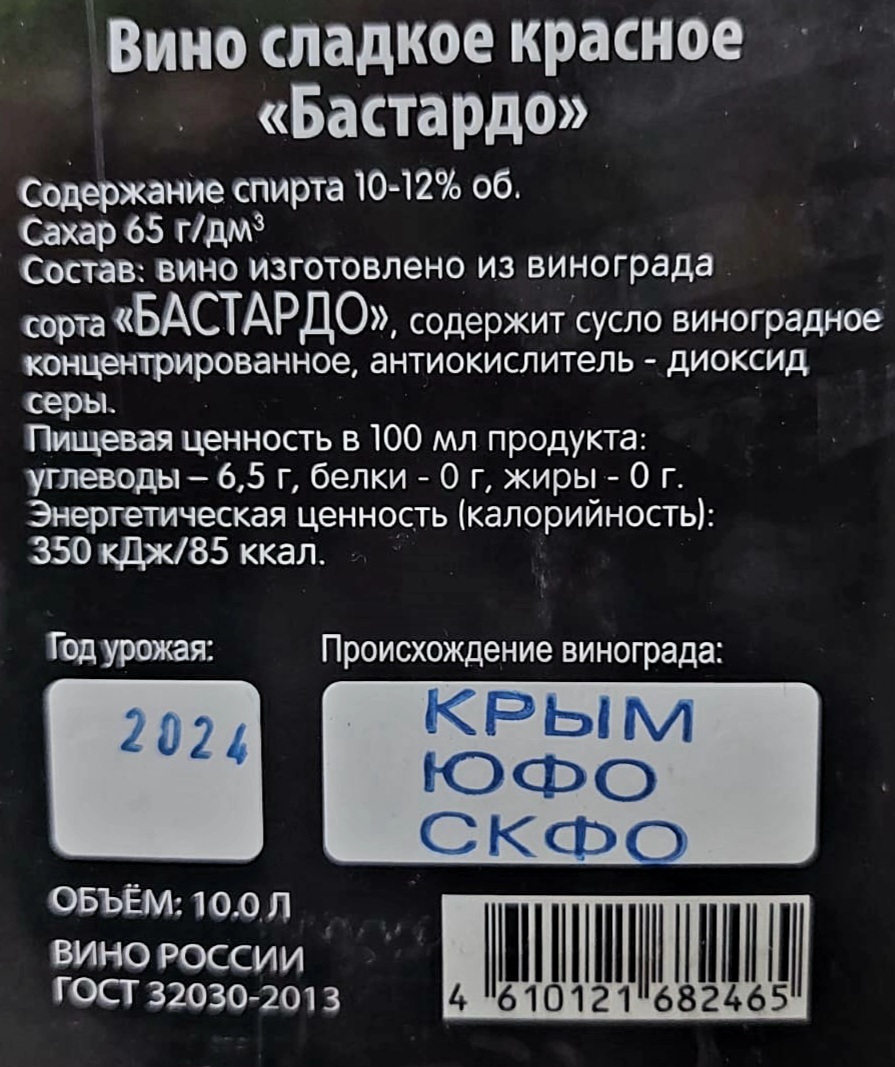 Вино сладкое красное
«Бастардо»
Содержание спирта 10-12% об.
Сахар 65 г/дм³
Состав: вино изготовлено из винограда
сорта «БАСТАРДО», содержит сусло виноградное
концентрированное, антиокислитель - диоксид
серы.
Пищевая ценность в 100 мл продукта:
углеводы – 6,5 г, белки - 0 г, жиры - 0 г.
Энергетическая ценность (калорийность):
350 кДж/85 ккал.
Год урожая:
2024
Происхождение винограда:
КРЫМ
ЮФО
СКФО
ОБЪЁМ: 10.0 Л
ВИНО РОССИИ
ГОСТ 32030-2013
4 610121 682465